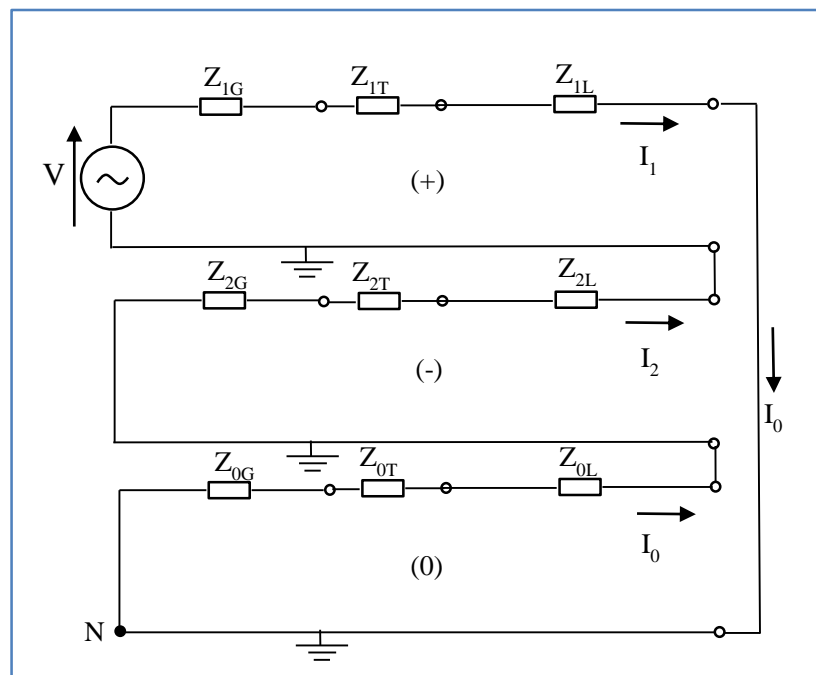 Z1G Z1T Z1L
I1
V
(+)
Z2G Z2T Z2L
I2
(-)
I0
Z0G Z0T Z0L
I0
(0)
N